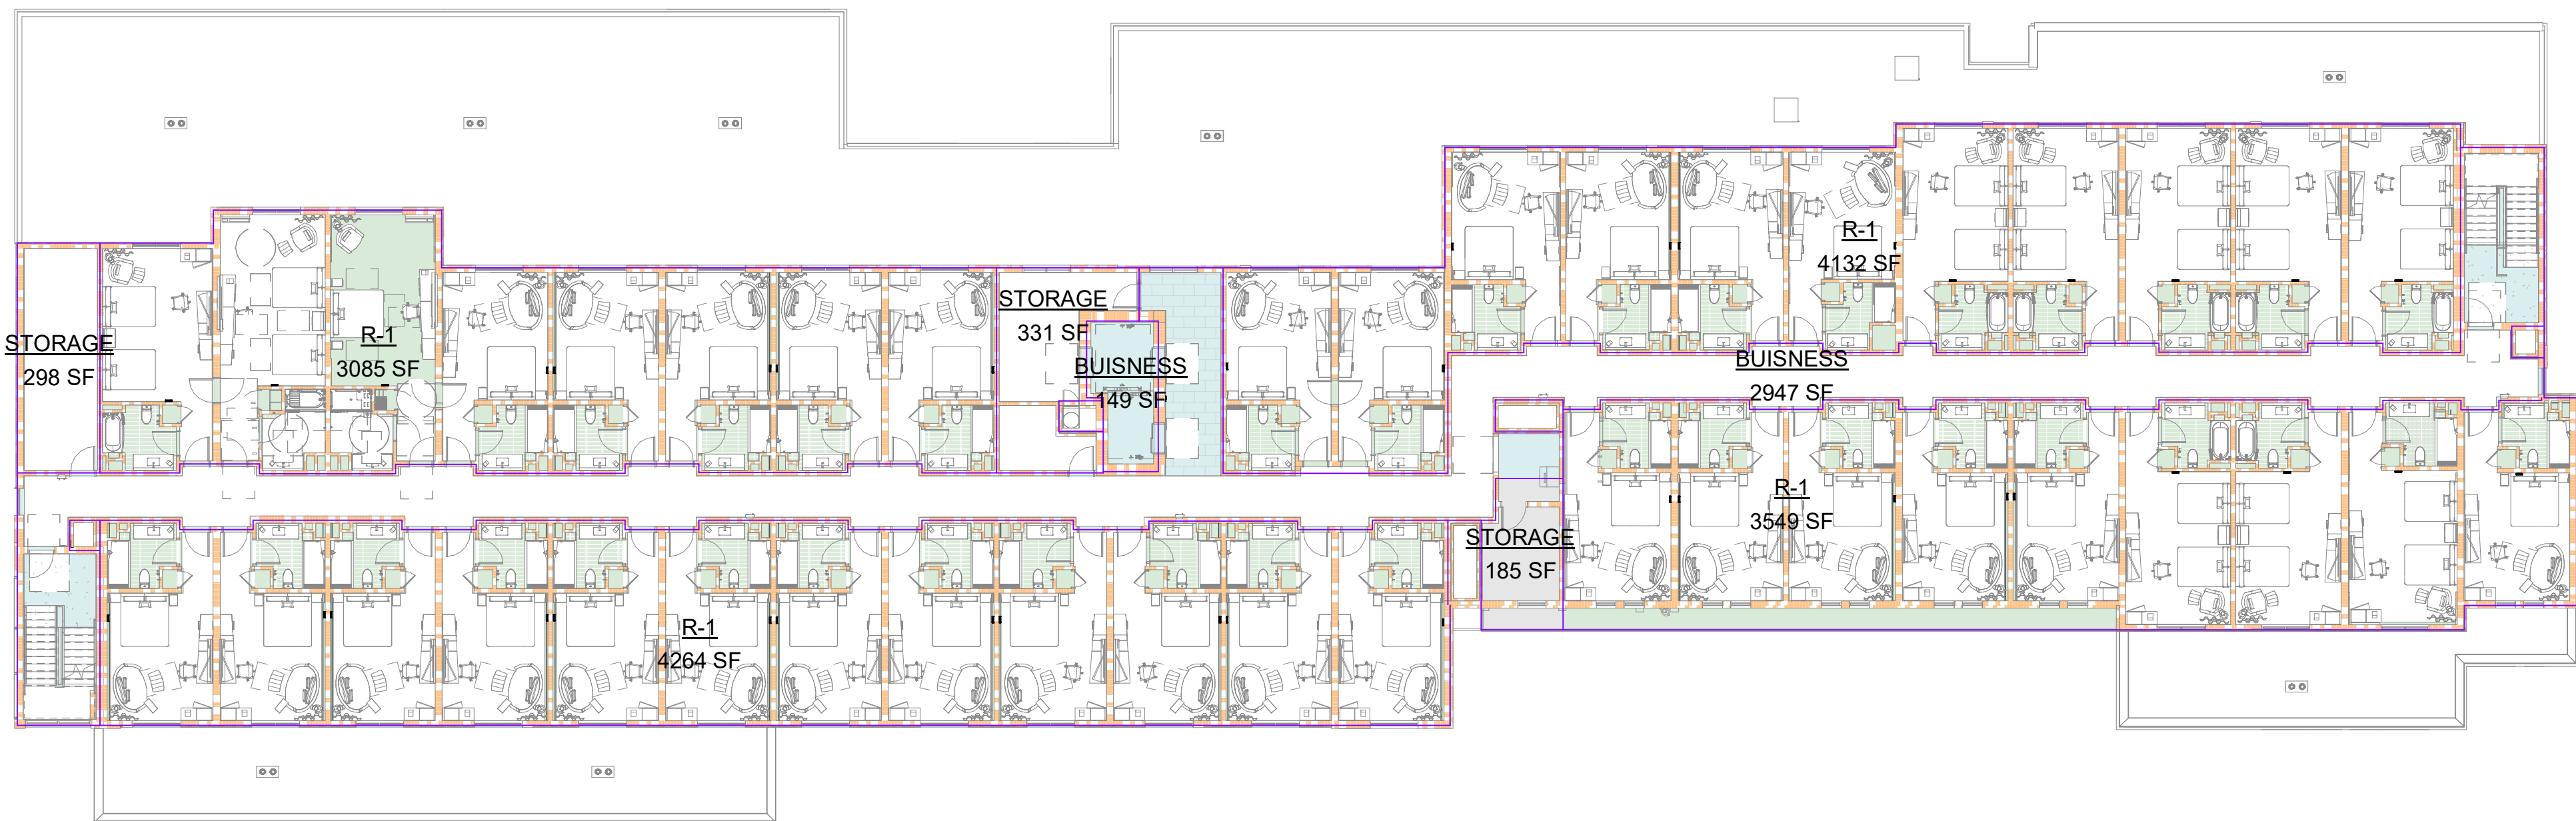 R-1
4132 SF
STORAGE
331 SF
STORAGE
298 SF
R-1
3085 SF
BUISNESS
149 SF
BUISNESS
2947 SF
R-1
3549 SF
STORAGE
185 SF
R-1
4264 SF